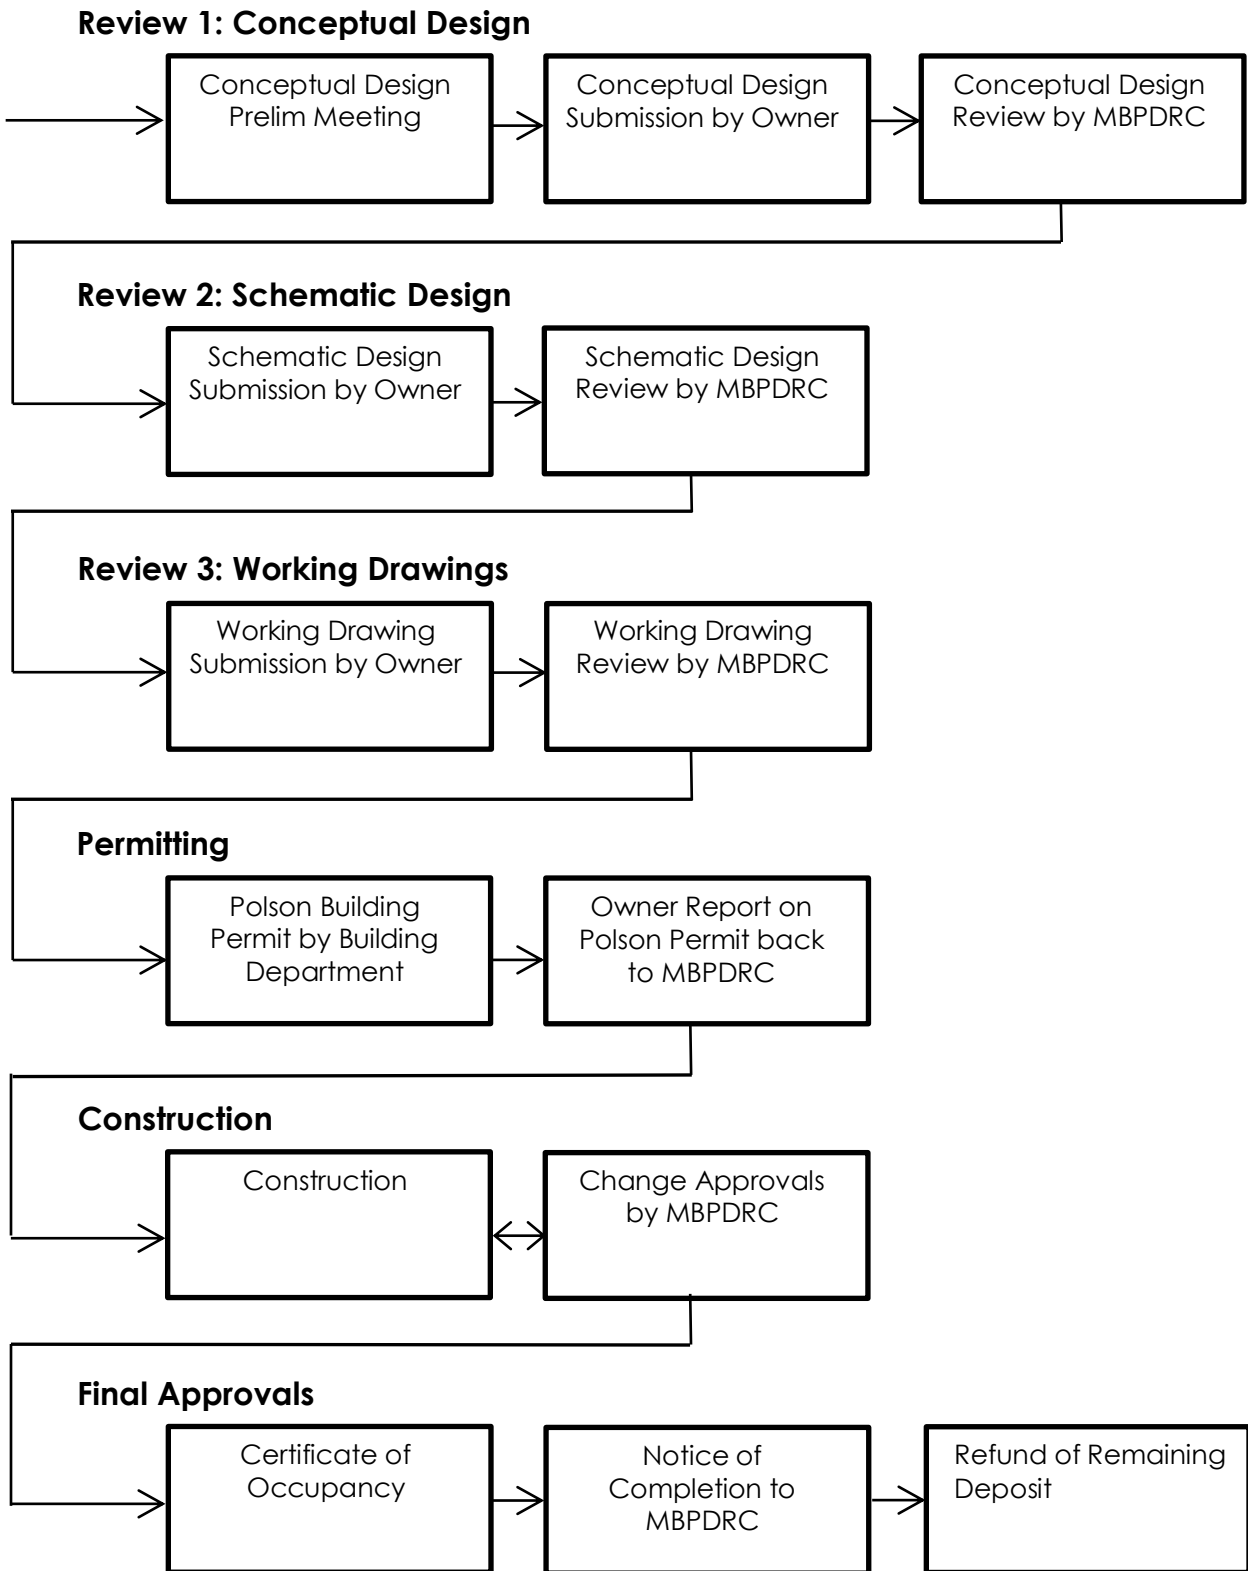 Review 1: Conceptual Design
Conceptual Design
Prelim Meeting
Conceptual Design
Submission by Owner
Conceptual Design
Review by MBPDRC
Review 2: Schematic Design
Schematic Design
Submission by Owner
Schematic Design
Review by MBPDRC
Review 3: Working Drawings
Working Drawing
Submission by Owner
Working Drawing
Review by MBPDRC
Permitting
Polson Building
Permit by Building
Department
Owner Report on
Polson Permit back
to MBPDRC
Construction
Construction
Change Approvals
by MBPDRC
Final Approvals
Certificate of
Occupancy
Notice of
Completion to
MBPDRC
Refund of Remaining
Deposit